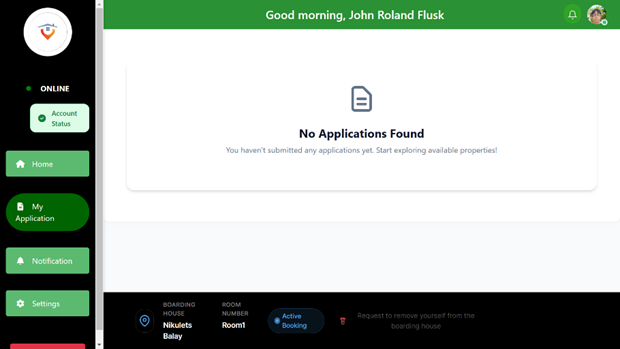 Good morning, John Roland Flusk
ONLINE
Account
Status
Home
My
Application
Notification
Settings
No Applications Found
You haven't submitted any applications yet. Start exploring available properties!
BOARDING
HOUSE
Nikulets
Balay
ROOM
NUMBER
Room1
Active
Booking
Request to remove yourself from the
boarding house